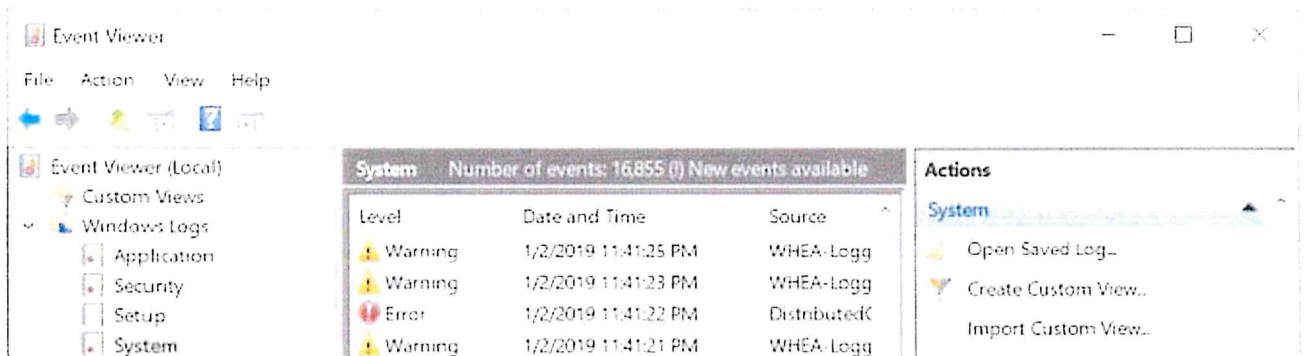 Event Viewer
File Action View Help
Event Viewer (Local)
Custom Views
Windows Logs
Application
Security
Setup
System
System Number of events: 16,855 (!) New events available
Level Date and Time Source
Warning 1/2/2019 11:41:25 PM WHEA-Logg
Warning 1/2/2019 11:41:23 PM WHEA-Logg
Error 1/2/2019 11:41:22 PM DistributedC
Warning 1/2/2019 11:41:21 PM WHEA-Logg
Actions
System
Open Saved Log...
Create Custom View...
Import Custom View...